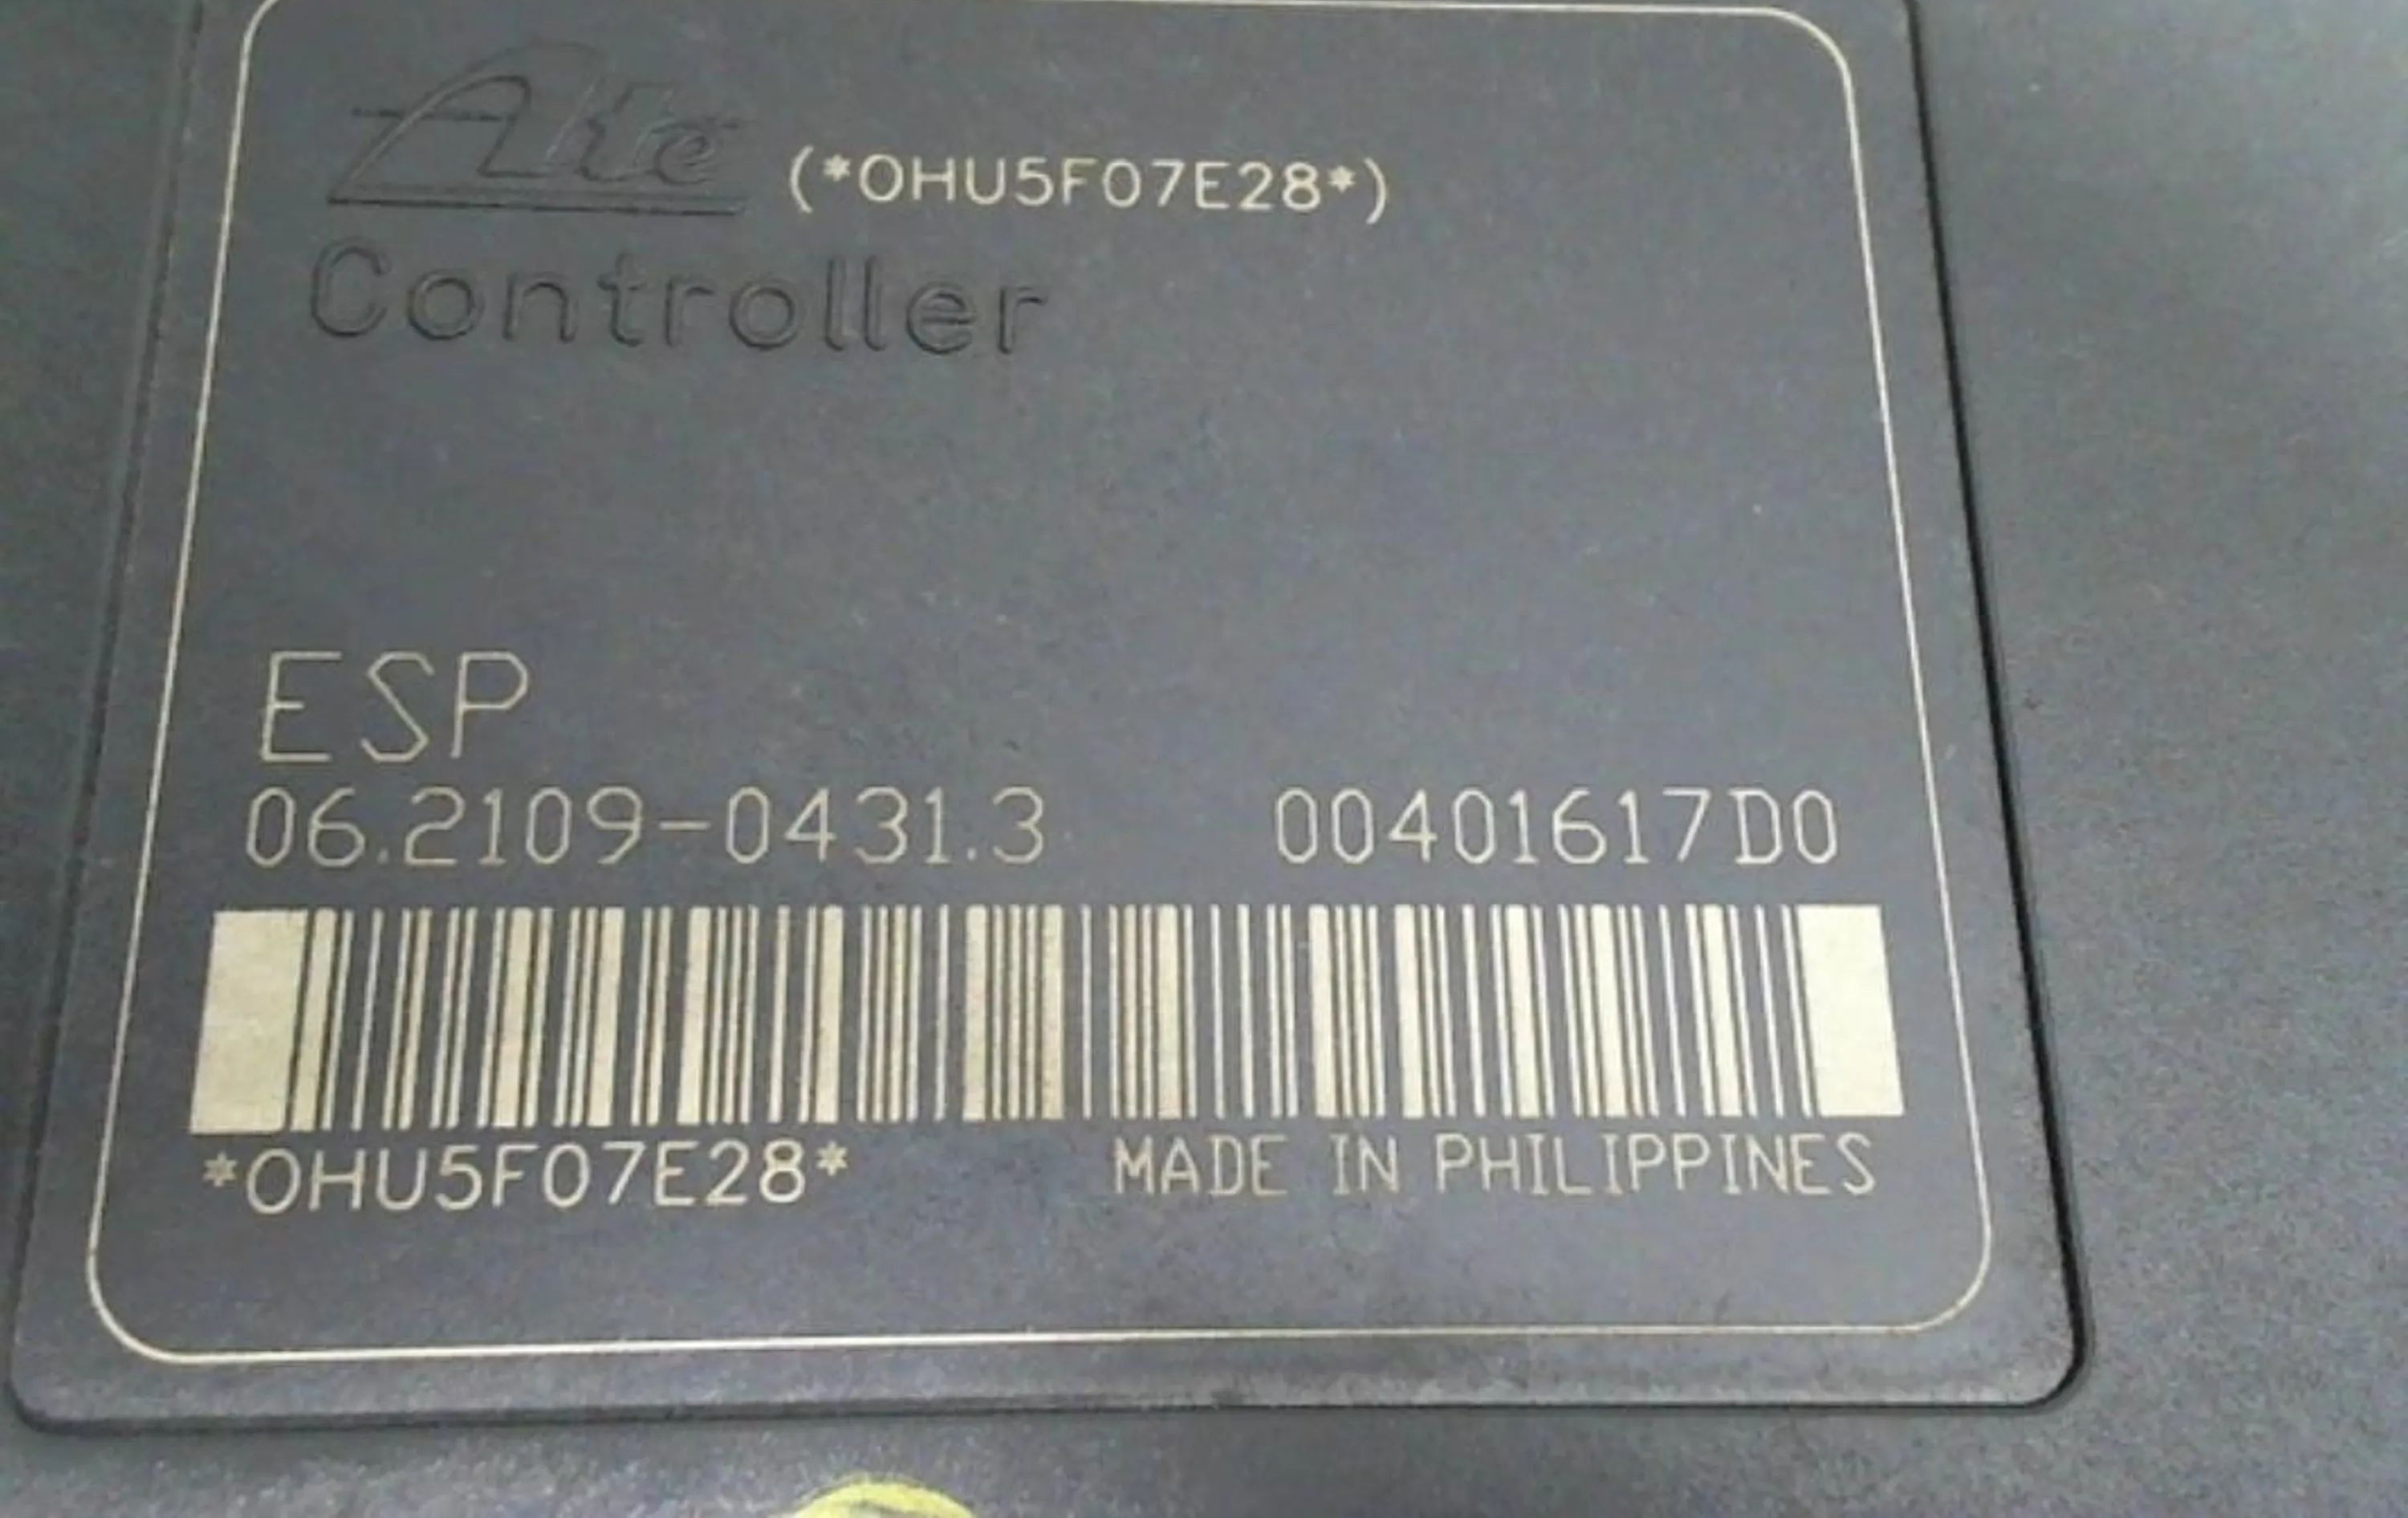 Ate (*OHU5F07E28*)
Controller
ESP
06.2109-0431.3 00401617D0
*OHU5F07E28* MADE IN PHILIPPINES